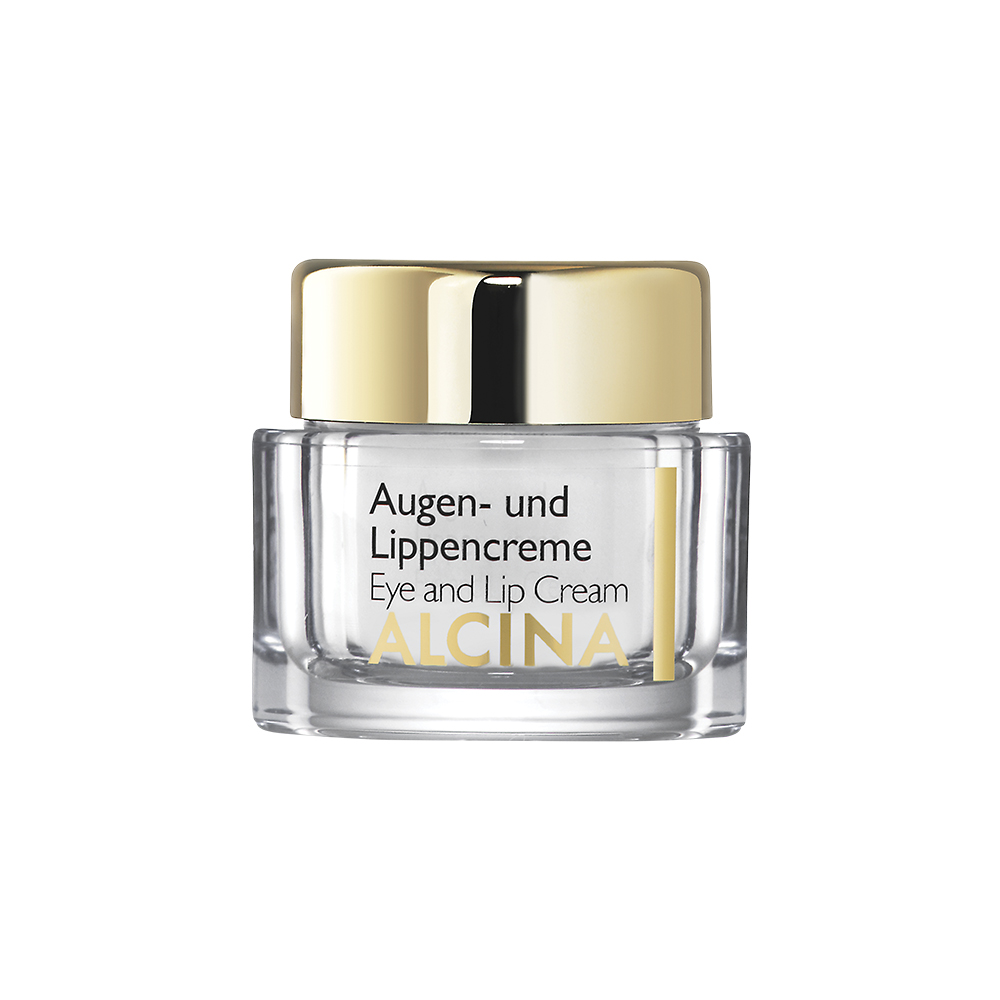 Augen- und
Lippencreme
Eye and Lip Cream
ALCINA